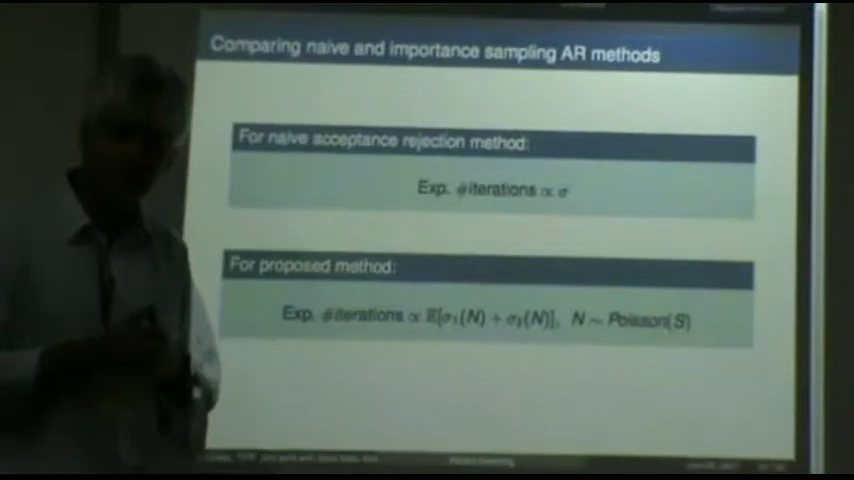 Comparing naive and importance sampling AR methods
For naive acceptance rejection method:
Exp. #iterations ∝ σ
For proposed method:
Exp. #iterations ∝ 𝔼[σ₁(N) + σ₂(N)], N ∼ Poisson(S)